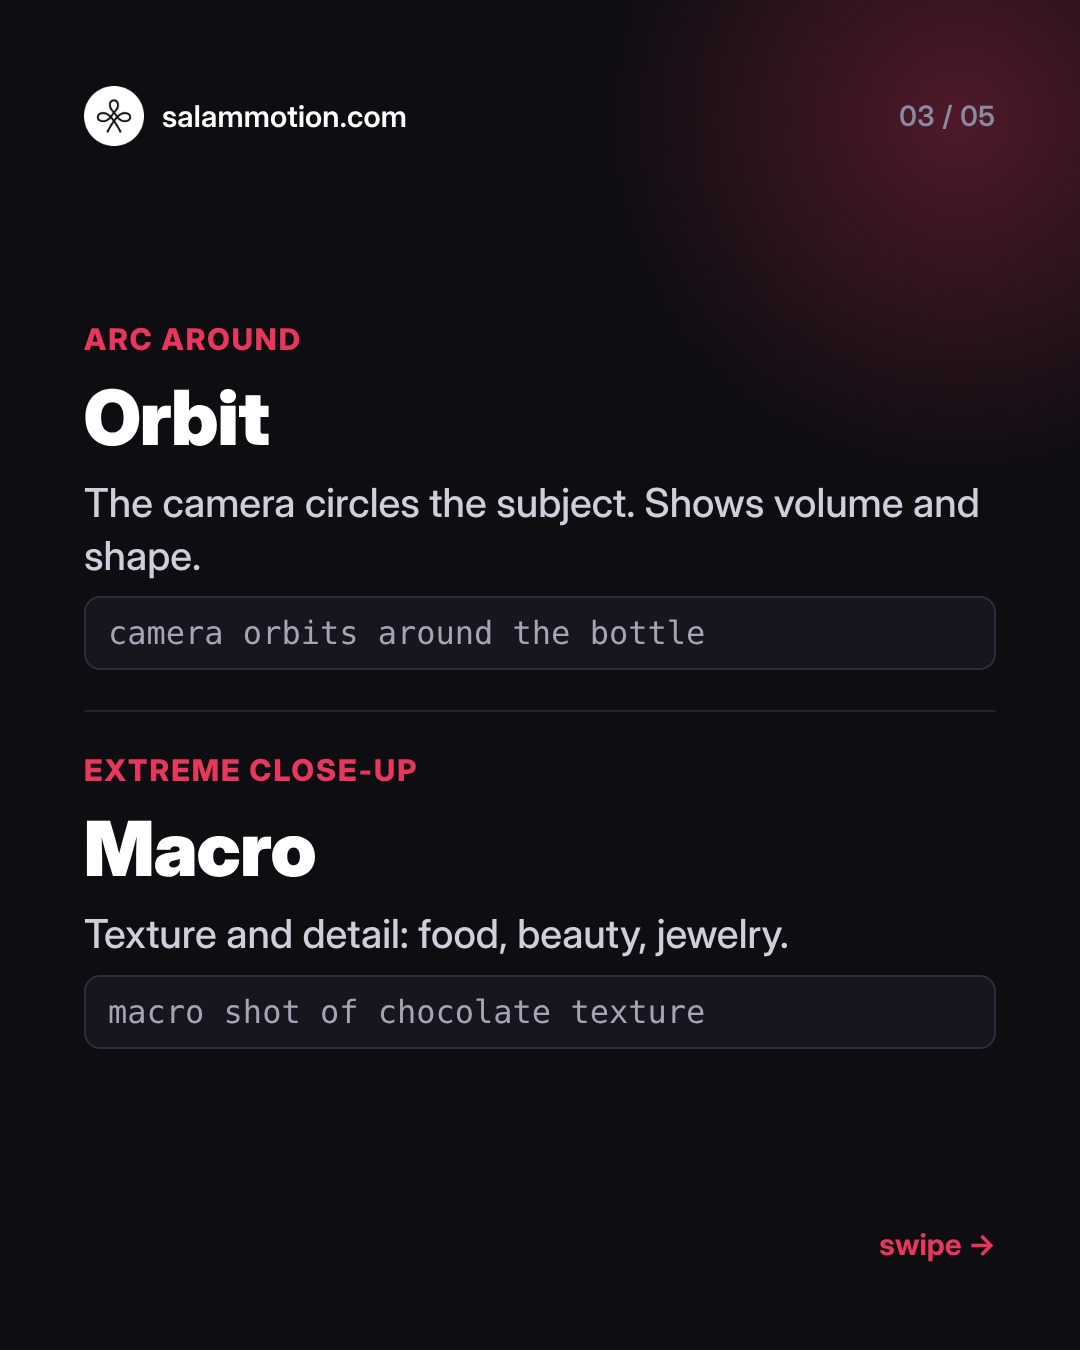 salammotion.com
03 / 05
ARC AROUND
Orbit
The camera circles the subject. Shows volume and
shape.
camera orbits around the bottle
EXTREME CLOSE-UP
Macro
Texture and detail: food, beauty, jewelry.
macro shot of chocolate texture
swipe →